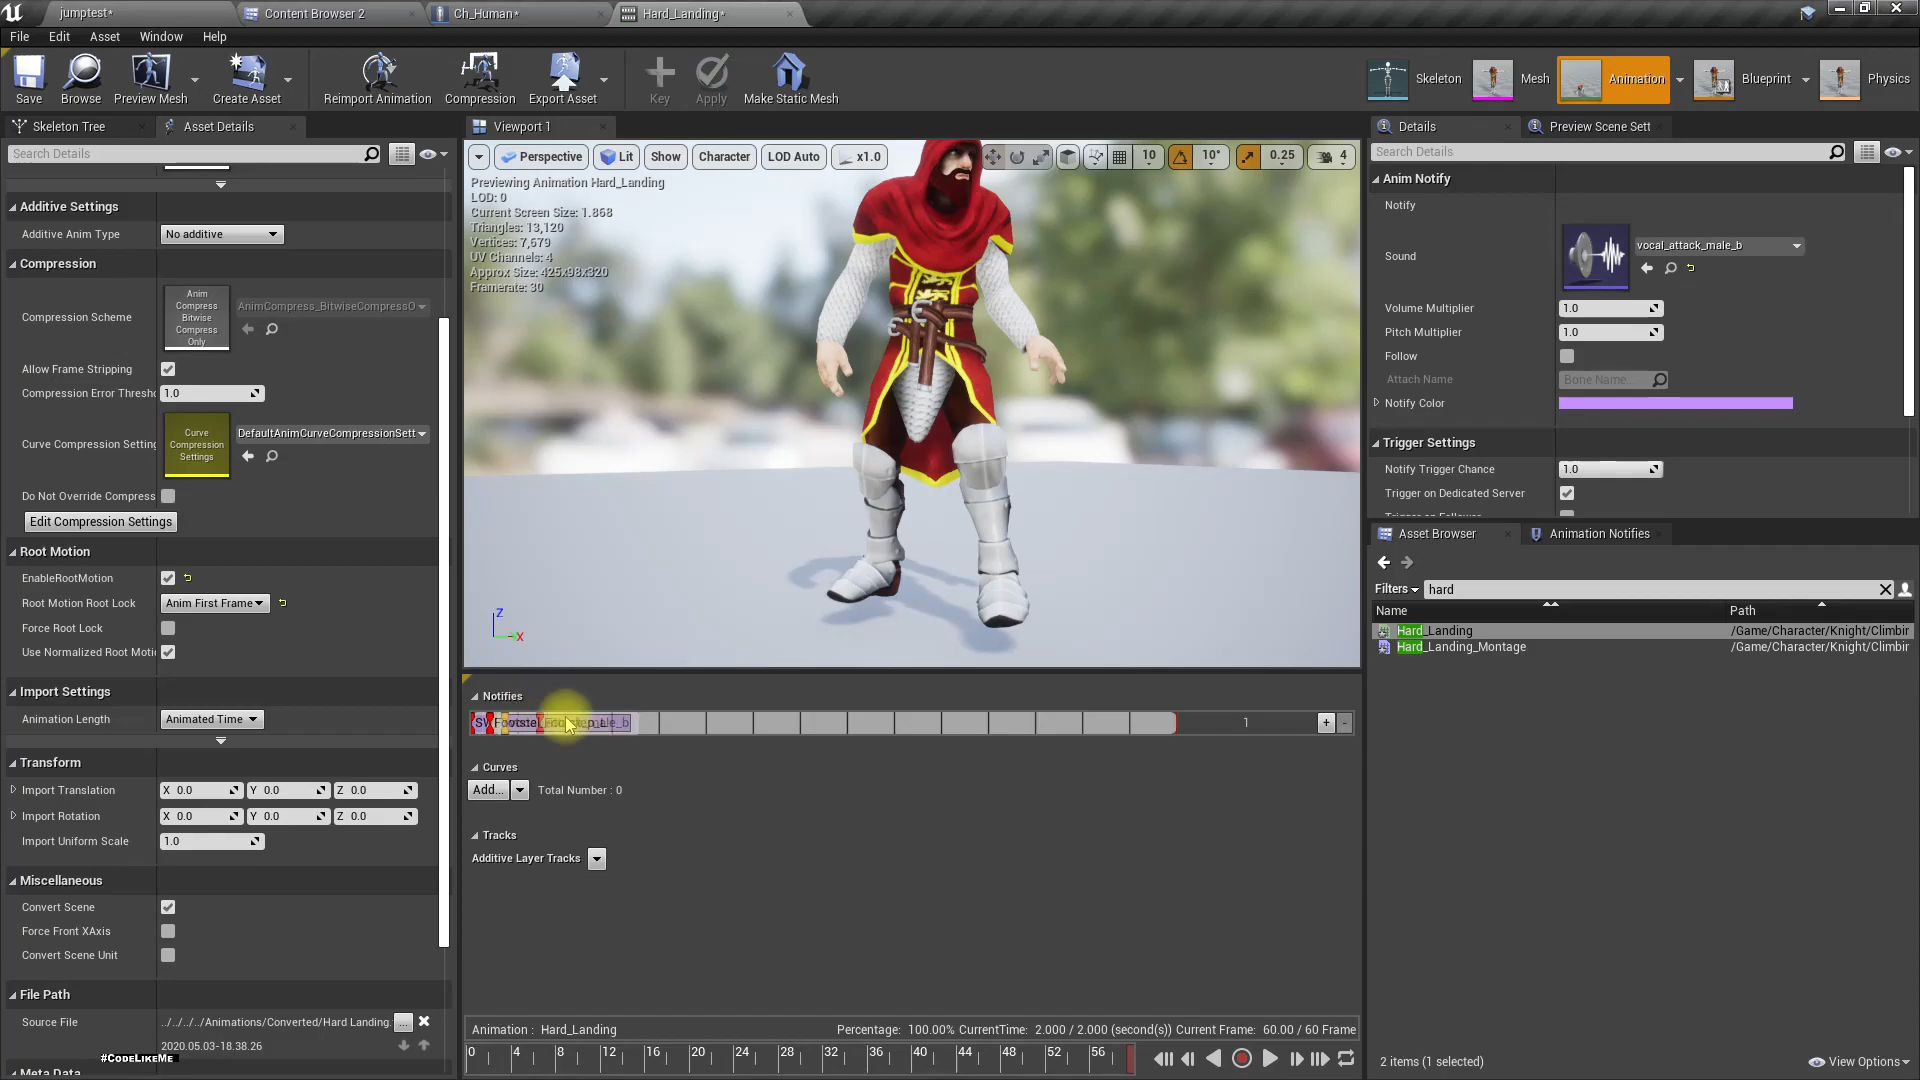 jumptest*
Content Browser 2
Ch_Human*
Hard_Landing*
File Edit Asset Window Help
Save
Browse
Preview Mesh
Create Asset
Reimport Animation
Compression
Export Asset
Key
Apply
Make Static Mesh
Skeleton
Mesh
Animation
Blueprint
Physics
Skeleton Tree
Asset Details
Search Details
Additive Settings
Additive Anim Type No additive
Compression
Compression Scheme
Anim
Compress
Bitwise
Compress
Only
AnimCompress_BitwiseCompressO
Allow Frame Stripping
Compression Error Thresho 1.0
Curve Compression Setting
Curve
Compression
Settings
DefaultAnimCurveCompressionSett
Do Not Override Compress
Edit Compression Settings
Root Motion
EnableRootMotion
Root Motion Root Lock Anim First Frame
Force Root Lock
Use Normalized Root Motio
Import Settings
Animation Length Animated Time
Transform
Import Translation X 0.0 Y 0.0 Z 0.0
Import Rotation X 0.0 Y 0.0 Z 0.0
Import Uniform Scale 1.0
Miscellaneous
Convert Scene
Force Front XAxis
Convert Scene Unit
File Path
Source File ../../../../Animations/Converted/Hard Landing. ...
2020.05.03-18.38.26
#CodeLikeMe
Meta Data
Viewport 1
Perspective Lit Show Character LOD Auto x1.0 10 10° 0.25 4
Previewing Animation Hard_Landing
LOD: 0
Current Screen Size: 1.868
Triangles: 13,120
Vertices: 7,679
UV Channels: 4
Approx Size: 425x98x320
Framerate: 30
Z
X
Notifies
1 + -
Curves
Add... Total Number : 0
Tracks
Additive Layer Tracks
Animation : Hard_Landing Percentage: 100.00% CurrentTime: 2.000 / 2.000 (second(s)) Current Frame: 60.00 / 60 Frame
0 4 8 12 16 20 24 28 32 36 40 44 48 52 56
Details
Preview Scene Sett
Search Details
Anim Notify
Notify
Sound vocal_attack_male_b
Volume Multiplier 1.0
Pitch Multiplier 1.0
Follow
Attach Name Bone Name...
Notify Color
Trigger Settings
Notify Trigger Chance 1.0
Trigger on Dedicated Server
Trigger on Follower
Asset Browser
Animation Notifies
Filters hard
Name Path
Hard_Landing /Game/Character/Knight/Climbir
Hard_Landing_Montage /Game/Character/Knight/Climbir
2 items (1 selected)
View Options